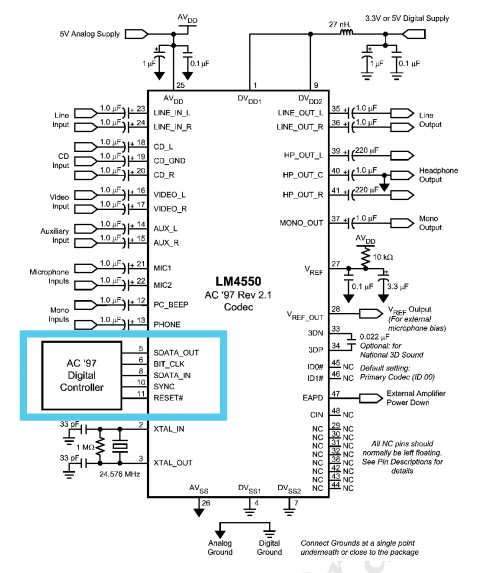 AVDD
5V Analog Supply
27 nH.
3.3V or 5V Digital Supply
1 µF
0.1 µF
1 µF
0.1 µF
25
1
9
AVDD
DVDD1
DVDD2
Line Input
1.0 µF 23 LINE_IN_L
1.0 µF 24 LINE_IN_R
CD Input
1.0 µF 18 CD_L
1.0 µF 19 CD_GND
1.0 µF 20 CD_R
Video Input
1.0 µF 16 VIDEO_L
1.0 µF 17 VIDEO_R
Auxiliary Input
1.0 µF 14 AUX_L
1.0 µF 15 AUX_R
Microphone Inputs
1.0 µF 21 MIC1
1.0 µF 22 MIC2
Mono Inputs
1.0 µF 12 PC_BEEP
1.0 µF 13 PHONE
AC '97
Digital
Controller
5 SDATA_OUT
6 BIT_CLK
8 SDATA_IN
10 SYNC
11 RESET#
33 pF
2 XTAL_IN
1 MΩ
33 pF
3 XTAL_OUT
24.576 MHz
LM4550
AC '97 Rev 2.1
Codec
LINE_OUT_L 35 1.0 µF
LINE_OUT_R 36 1.0 µF
Line
Output
HP_OUT_L 39 220 µF
HP_OUT_C 40 1.0 µF
HP_OUT_R 41 220 µF
Headphone
Output
MONO_OUT 37 1.0 µF
Mono
Output
AVDD
10 kΩ
VREF 27
0.1 µF
3.3 µF
VREF_OUT 28
VREF Output
(For external
microphone bias)
3DN 33
0.022 µF
3DP 34
Optional: for
National 3D Sound
ID0# 45 NC
ID1# 46 NC
Default setting:
Primary Codec (ID 00)
EAPD 47
External Amplifier
Power Down
CIN 48 NC
NC 29 NC
NC 30 NC
NC 31 NC
NC 32 NC
NC NC
NC 42 NC
NC 43 NC
NC 44 NC
All NC pins should
normally be left floating.
See Pin Descriptions for
details
AVSS
DVSS1
DVSS2
26
4
7
Analog
Ground
Digital
Ground
Connect Grounds at a single point
underneath or close to the package